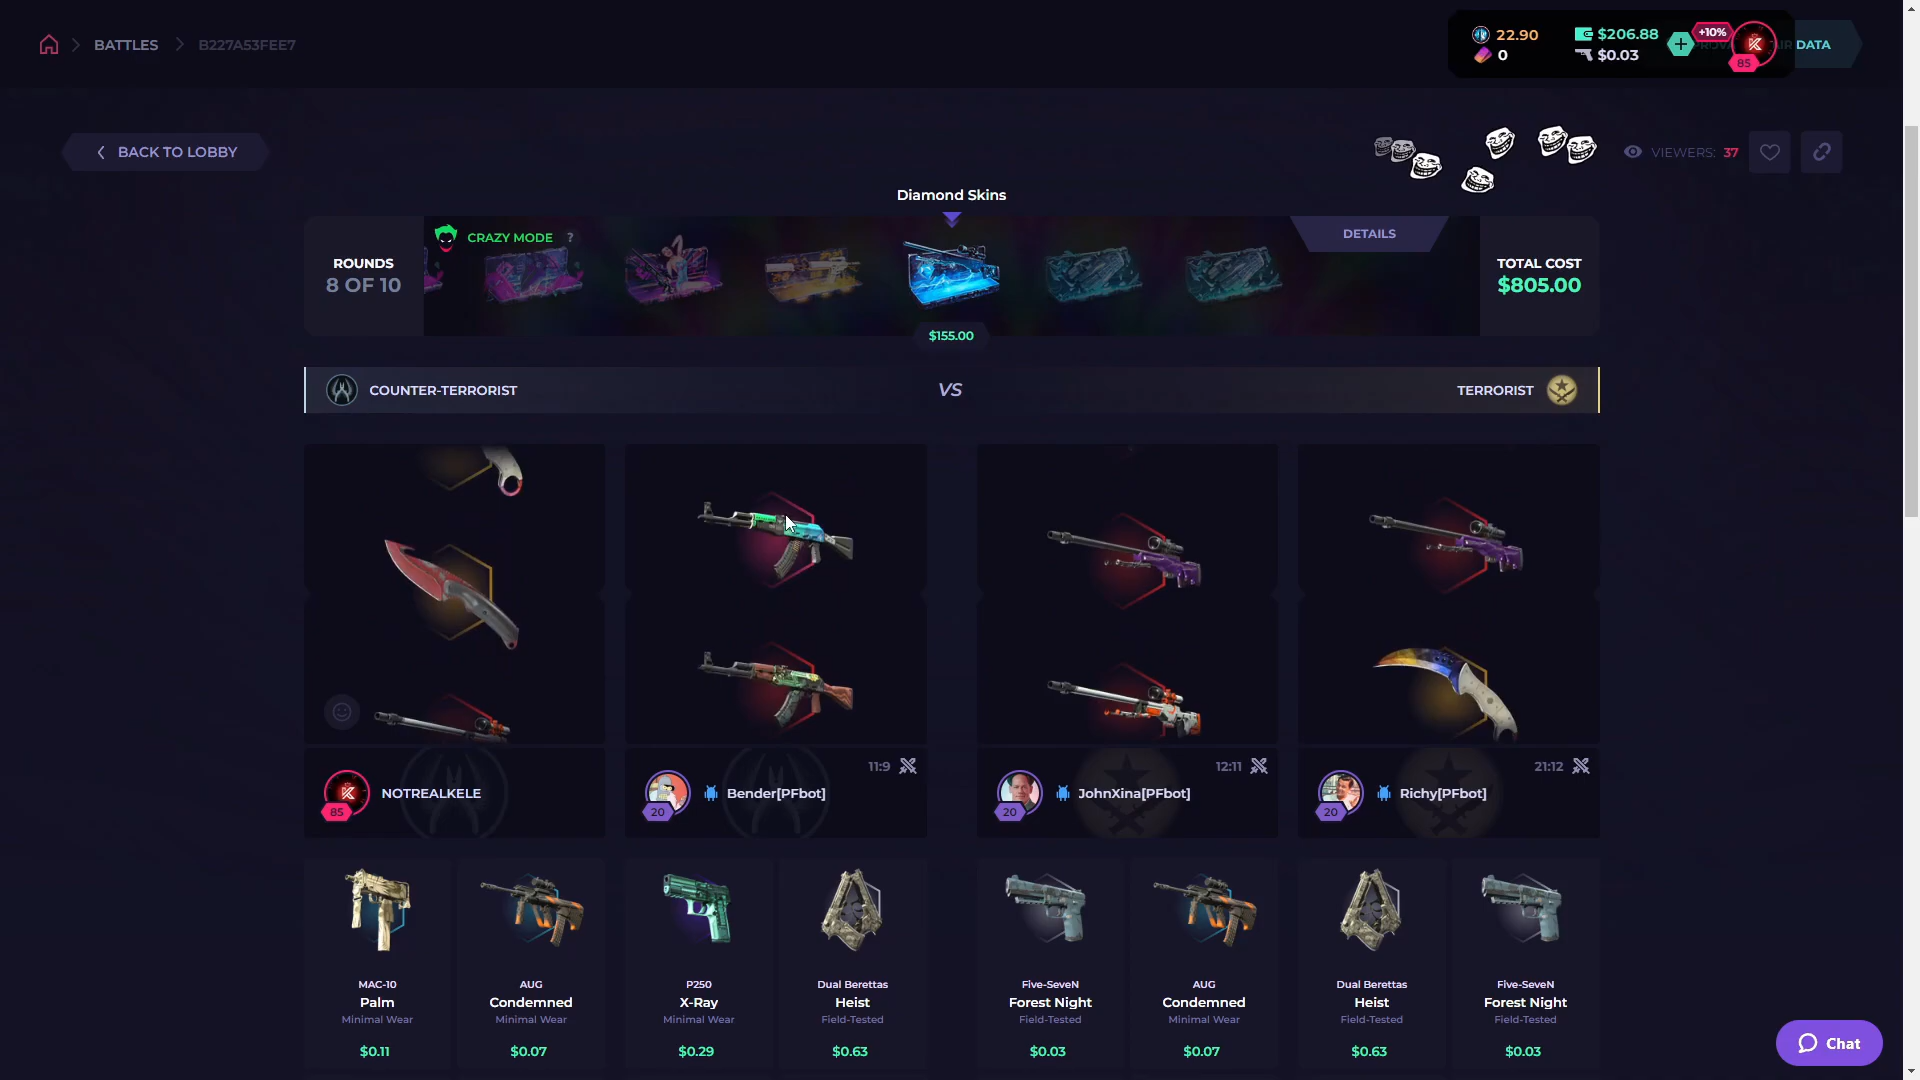 BATTLES
B227A53FEE7
22.90
0
$206.88
$0.03
+10%
85
DATA
BACK TO LOBBY
VIEWERS: 37
Diamond Skins
ROUNDS
8 OF 10
CRAZY MODE ?
DETAILS
TOTAL COST
$805.00
$155.00
COUNTER-TERRORIST
VS
TERRORIST
NOTREALKELE
85
11:9
Bender[PFbot]
20
12:11
JohnXina[PFbot]
20
21:12
Richy[PFbot]
20
MAC-10
Palm
Minimal Wear
$0.11
AUG
Condemned
Minimal Wear
$0.07
P250
X-Ray
Minimal Wear
$0.29
Dual Berettas
Heist
Field-Tested
$0.63
Five-SeveN
Forest Night
Field-Tested
$0.03
AUG
Condemned
Minimal Wear
$0.07
Dual Berettas
Heist
Field-Tested
$0.63
Five-SeveN
Forest Night
Field-Tested
$0.03
Chat